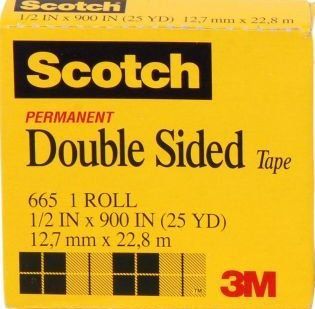 1/2 IN x 900 IN (25 YD) 12,7 mm x 22,8 m
Scotch
PERMANENT
Double Sided Tape
665 1 ROLL
1/2 IN x 900 IN (25 YD)
12,7 mm x 22,8 m
™ 3M